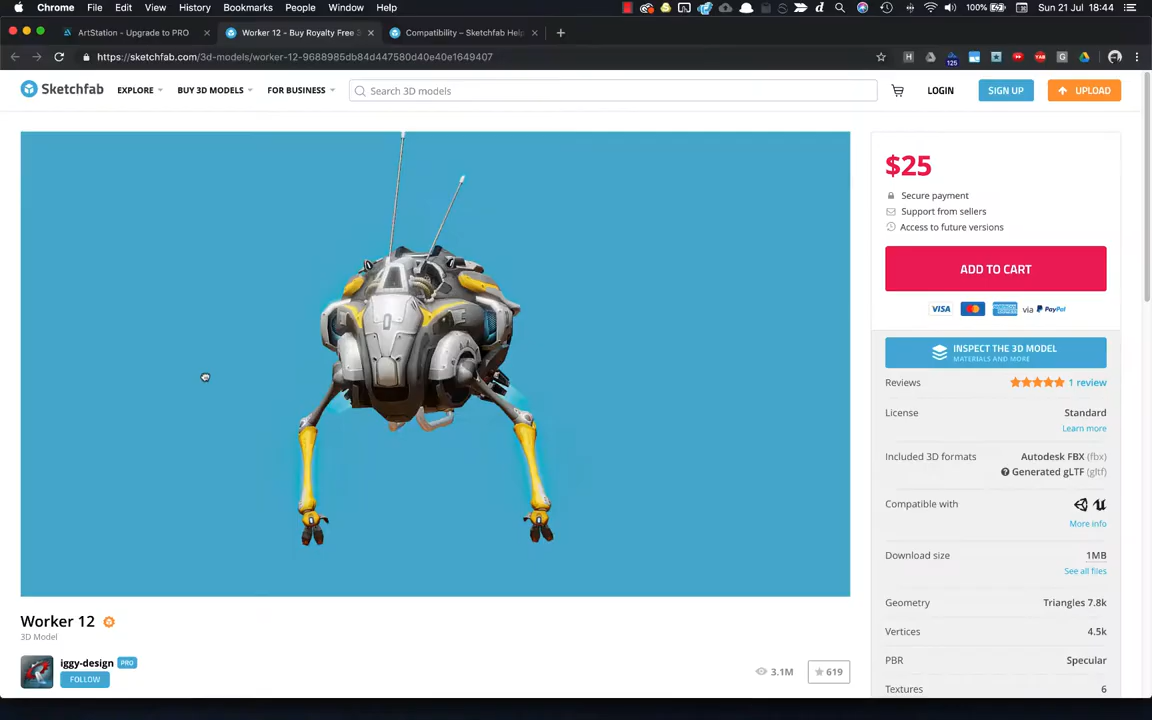 Chrome File Edit View History Bookmarks People Window Help 100% Sun 21 Jul 18:44
ArtStation - Upgrade to PRO
Worker 12 - Buy Royalty Free 3
Compatibility – Sketchfab Help
https://sketchfab.com/3d-models/worker-12-9688985db84d447580d40e40e1649407
125
Sketchfab
EXPLORE
BUY 3D MODELS
FOR BUSINESS
Search 3D models
LOGIN
SIGN UP
UPLOAD
$25
Secure payment
Support from sellers
Access to future versions
ADD TO CART
VISA
via PayPal
INSPECT THE 3D MODEL
MATERIALS AND MORE
Reviews 1 review
License Standard
Learn more
Included 3D formats Autodesk FBX (fbx)
Generated glTF (gltf)
Compatible with
More info
Download size 1MB
See all files
Geometry Triangles 7.8k
Vertices 4.5k
PBR Specular
Textures 6
Worker 12
3D Model
iggy-design PRO
FOLLOW
3.1M
619